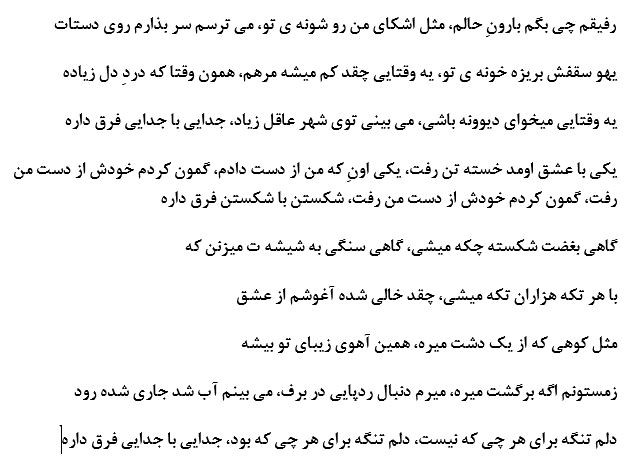 رفیقم چی بگم بارونِ حالم، مثل اشکای من رو شونه ی تو، می ترسم سر بذارم روی دستات
یهو سقفش بریزه خونه ی تو، یه وقتایی چقد کم میشه مرهم، همون وقتا که دردِ دل زیاده
یه وقتایی میخوای دیوونه باشی، می بینی توی شهر عاقل زیاد، جدایی با جدایی فرق داره
یکی با عشق اومد خسته تن رفت، یکی اونِ که من از دست دادم، گمون کردم خودش از دست من
رفت، گمون کردم خودش از دست من رفت، شکستن با شکستن فرق داره
گاهی بغضت شکسته چکه میشی، گاهی سنگی به شیشه ت میزنن که
با هر تکه هزاران تکه میشی، چقد خالی شده آغوشم از عشق
مثل کوهی که از یک دشت میره، همین آهوی زیبای تو بیشه
زمستونم اگه برگشت میره، میرم دنبال ردپایی در برف، می بینم آب شد جاری شده رود
دلم تنگه برای هر چی که نیست، دلم تنگه برای هر چی که بود، جدایی با جدایی فرق داره